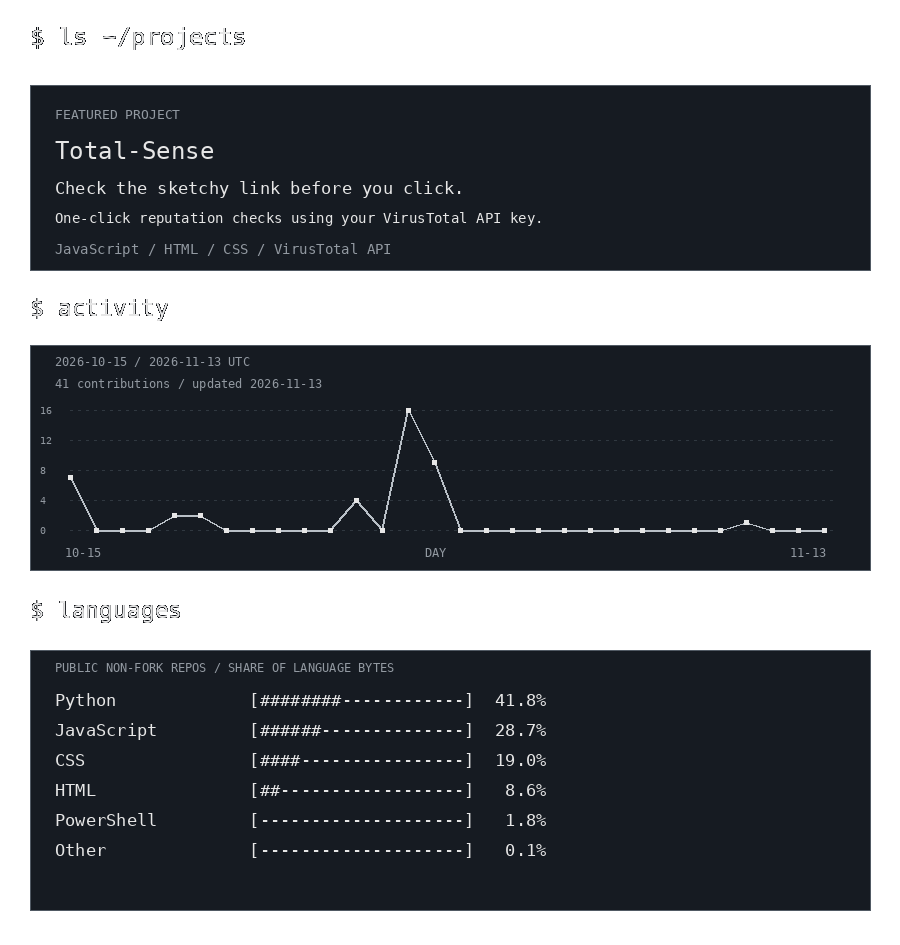 $ ls ~/projects
FEATURED PROJECT
Total-Sense
Check the sketchy link before you click.
One-click reputation checks using your VirusTotal API key.
JavaScript / HTML / CSS / VirusTotal API
$ activity
2026-10-15 / 2026-11-13 UTC
41 contributions / updated 2026-11-13
16
12
8
4
0
10-15 DAY 11-13
$ languages
PUBLIC NON-FORK REPOS / SHARE OF LANGUAGE BYTES
Python [########------------] 41.8%
JavaScript [######--------------] 28.7%
CSS [####----------------] 19.0%
HTML [##------------------] 8.6%
PowerShell [--------------------] 1.8%
Other [--------------------] 0.1%